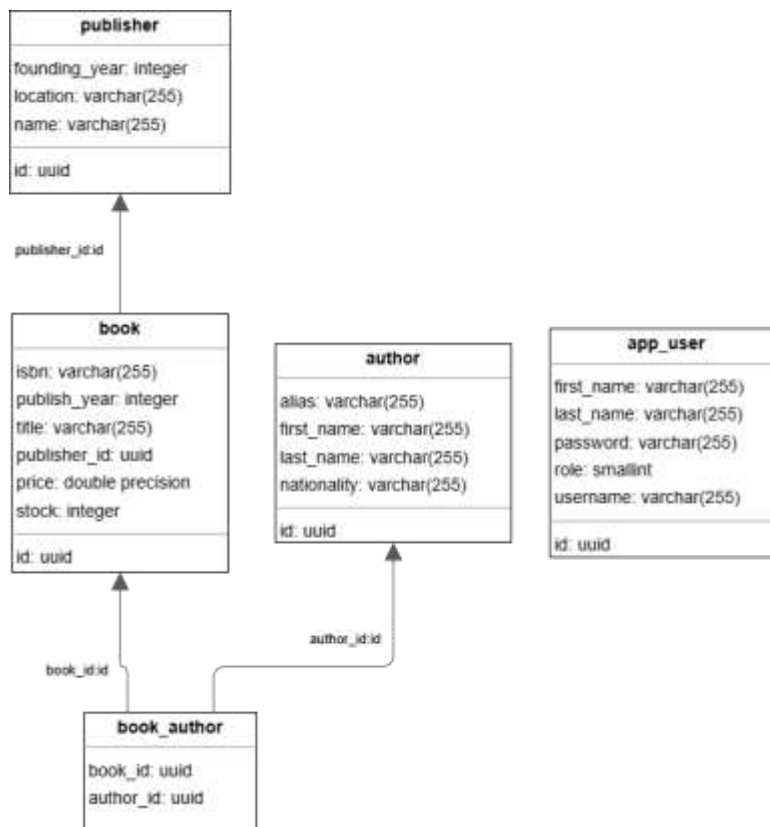 publisher
founding_year: integer
location: varchar(255)
name: varchar(255)
id: uuid
publisher_id:id
book
isbn: varchar(255)
publish_year: integer
title: varchar(255)
publisher_id: uuid
price: double precision
stock: integer
id: uuid
author
alias: varchar(255)
first_name: varchar(255)
last_name: varchar(255)
nationality: varchar(255)
id: uuid
app_user
first_name: varchar(255)
last_name: varchar(255)
password: varchar(255)
role: smallint
username: varchar(255)
id: uuid
author_id:id
book_id:id
book_author
book_id: uuid
author_id: uuid